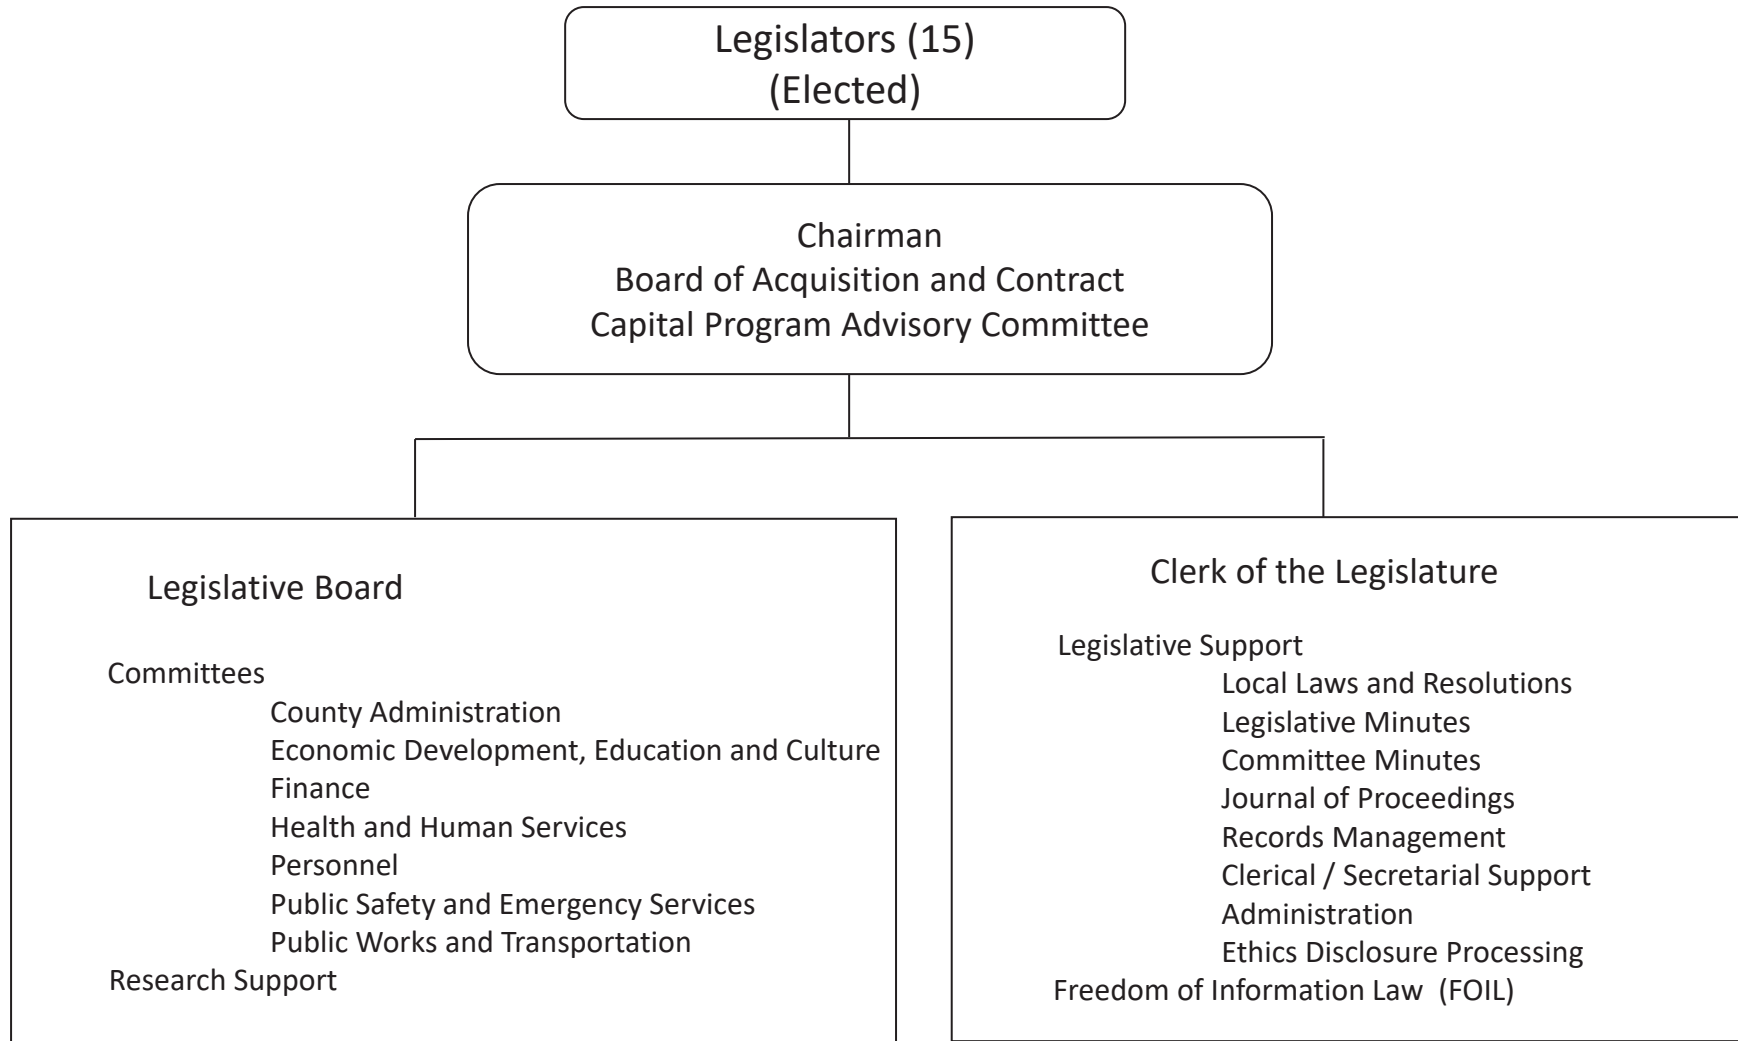 Legislators (15)
(Elected)
Chairman
Board of Acquisition and Contract
Capital Program Advisory Committee
Legislative Board
Committees
County Administration
Economic Development, Education and Culture
Finance
Health and Human Services
Personnel
Public Safety and Emergency Services
Public Works and Transportation
Research Support
Clerk of the Legislature
Legislative Support
Local Laws and Resolutions
Legislative Minutes
Committee Minutes
Journal of Proceedings
Records Management
Clerical / Secretarial Support
Administration
Ethics Disclosure Processing
Freedom of Information Law (FOIL)